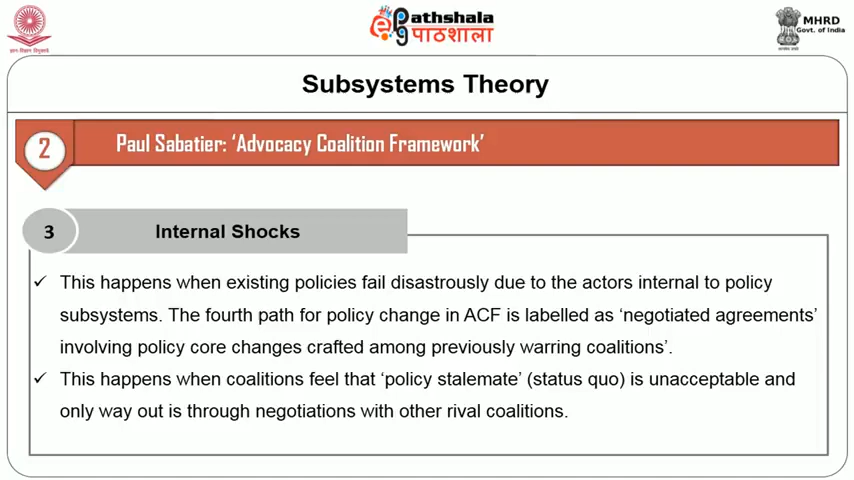 ePathshala
पाठशाला
MHRD
Govt. of India
Subsystems Theory
2
Paul Sabatier: ‘Advocacy Coalition Framework’
3
Internal Shocks
✓ This happens when existing policies fail disastrously due to the actors internal to policy
subsystems. The fourth path for policy change in ACF is labelled as ‘negotiated agreements’
involving policy core changes crafted among previously warring coalitions’.
✓ This happens when coalitions feel that ‘policy stalemate’ (status quo) is unacceptable and
only way out is through negotiations with other rival coalitions.